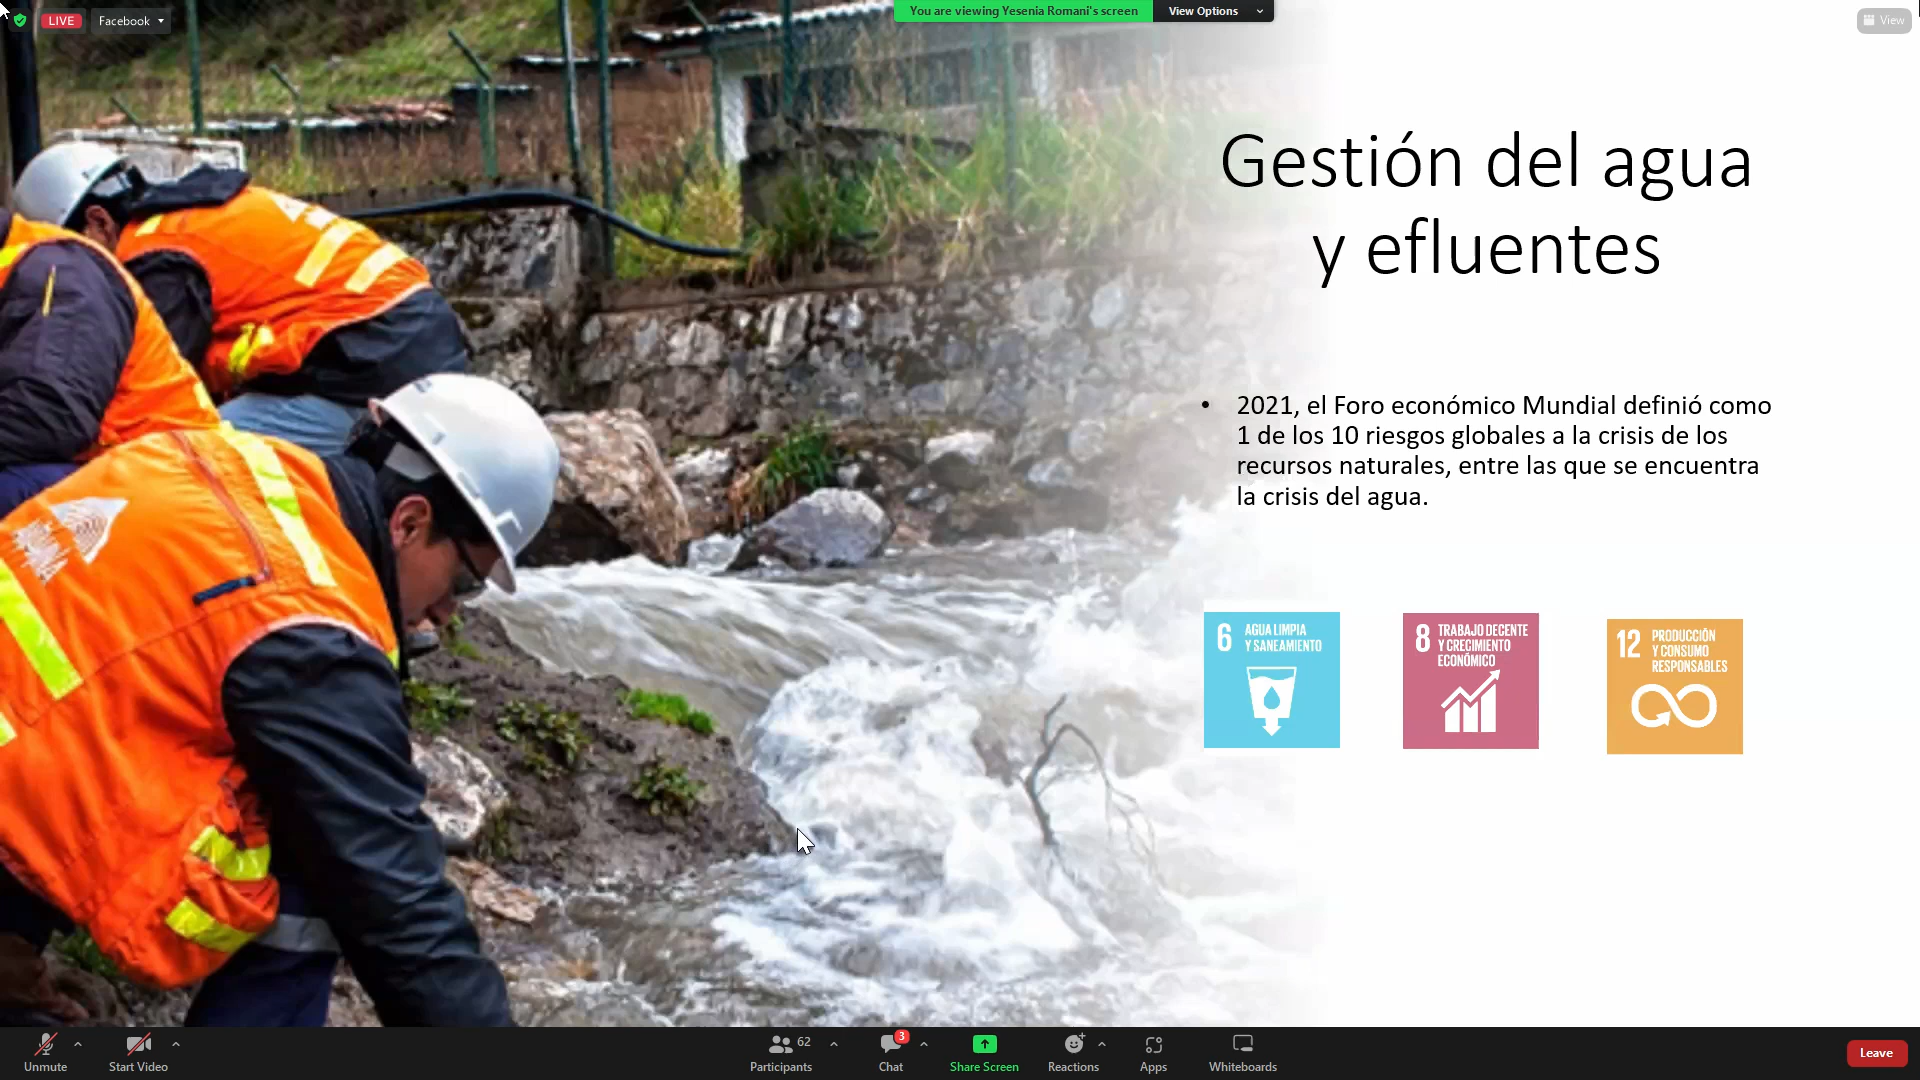 LIVE
Facebook
You are viewing Yesenia Romani's screen
View Options
View
Gestión del agua
y efluentes
• 2021, el Foro económico Mundial definió como
1 de los 10 riesgos globales a la crisis de los
recursos naturales, entre las que se encuentra
la crisis del agua.
6 AGUA LIMPIA
Y SANEAMIENTO
8 TRABAJO DECENTE
Y CRECIMIENTO
ECONÓMICO
12 PRODUCCIÓN
Y CONSUMO
RESPONSABLES
Unmute
Start Video
62
Participants
3
Chat
Share Screen
Reactions
Apps
Whiteboards
Leave